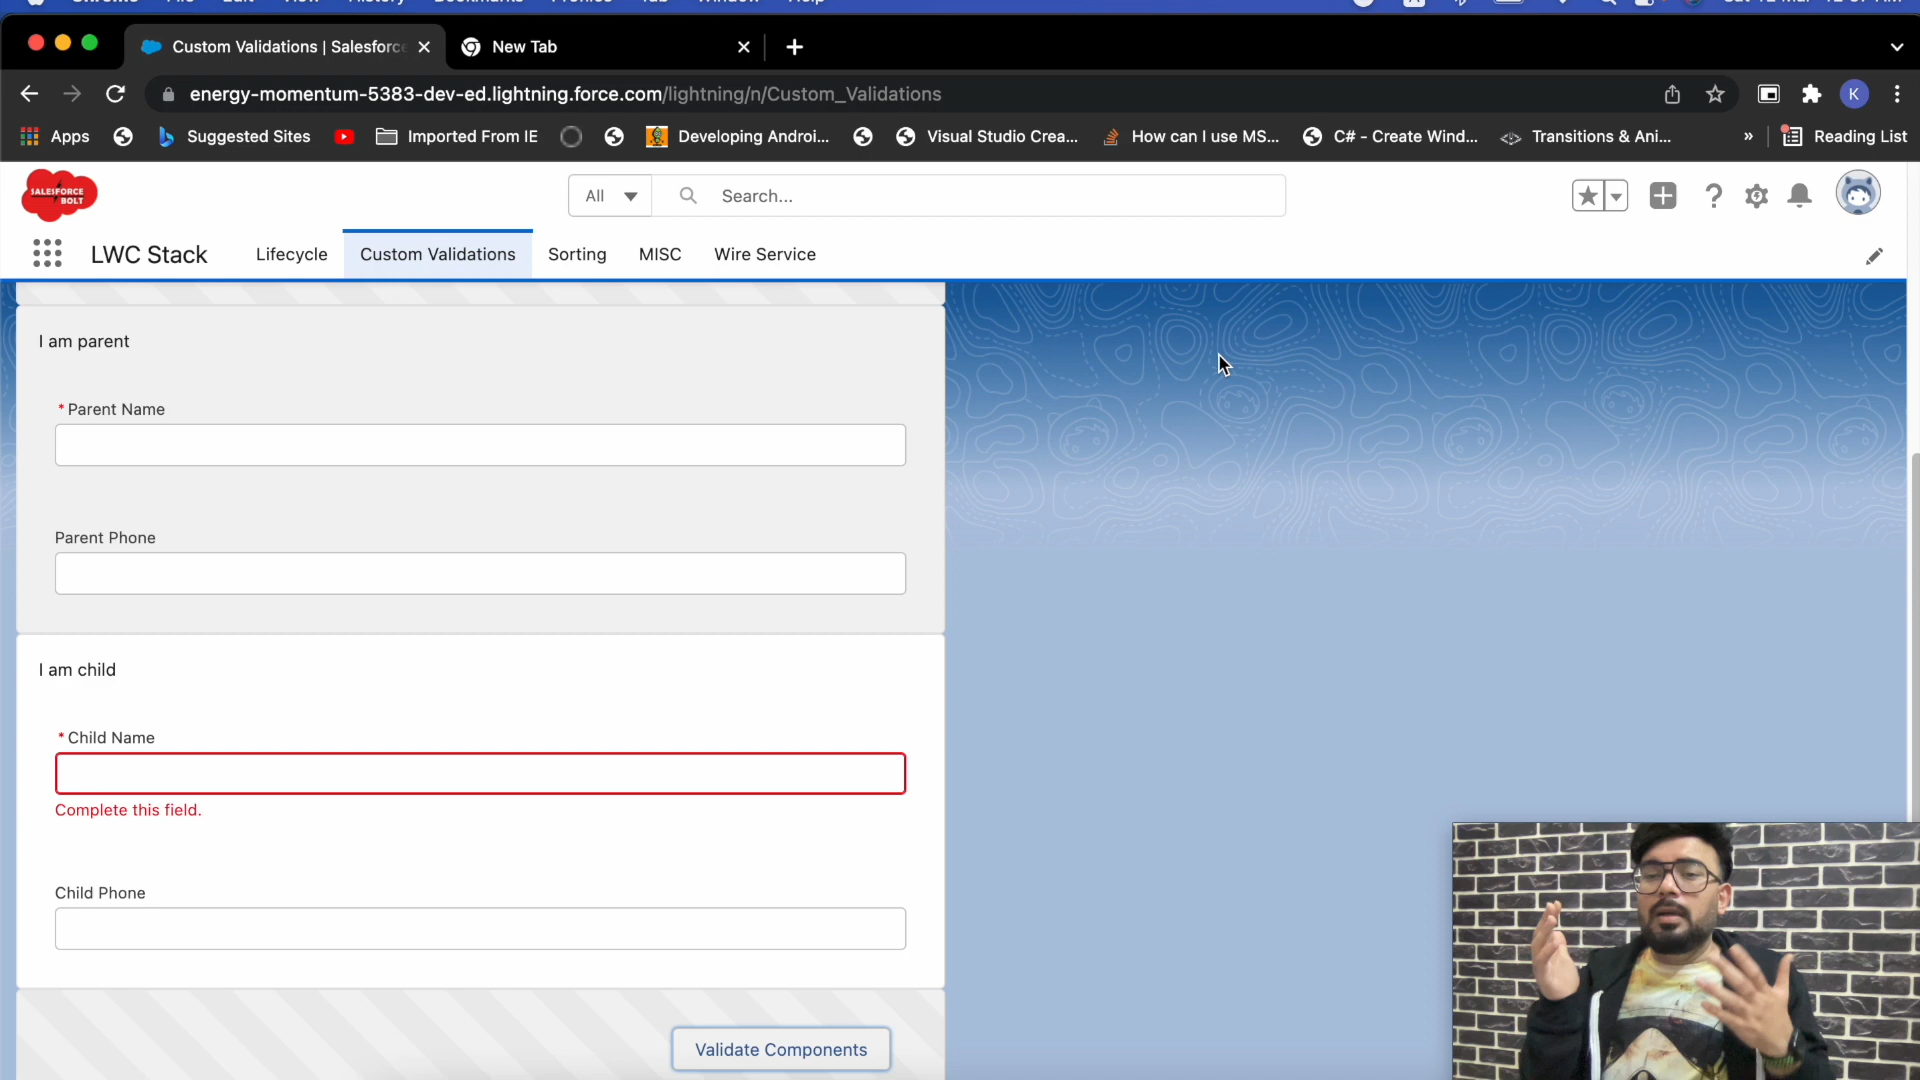 Custom Validations | Salesforce
New Tab
energy-momentum-5383-dev-ed.lightning.force.com/lightning/n/Custom_Validations
K
Apps
Suggested Sites
Imported From IE
Developing Androi...
Visual Studio Crea...
How can I use MS...
C# - Create Wind...
Transitions & Ani...
»
Reading List
SALESFORCE
BOLT
All
Search...
LWC Stack
Lifecycle
Custom Validations
Sorting
MISC
Wire Service
I am parent
* Parent Name
Parent Phone
I am child
* Child Name
Complete this field.
Child Phone
Validate Components